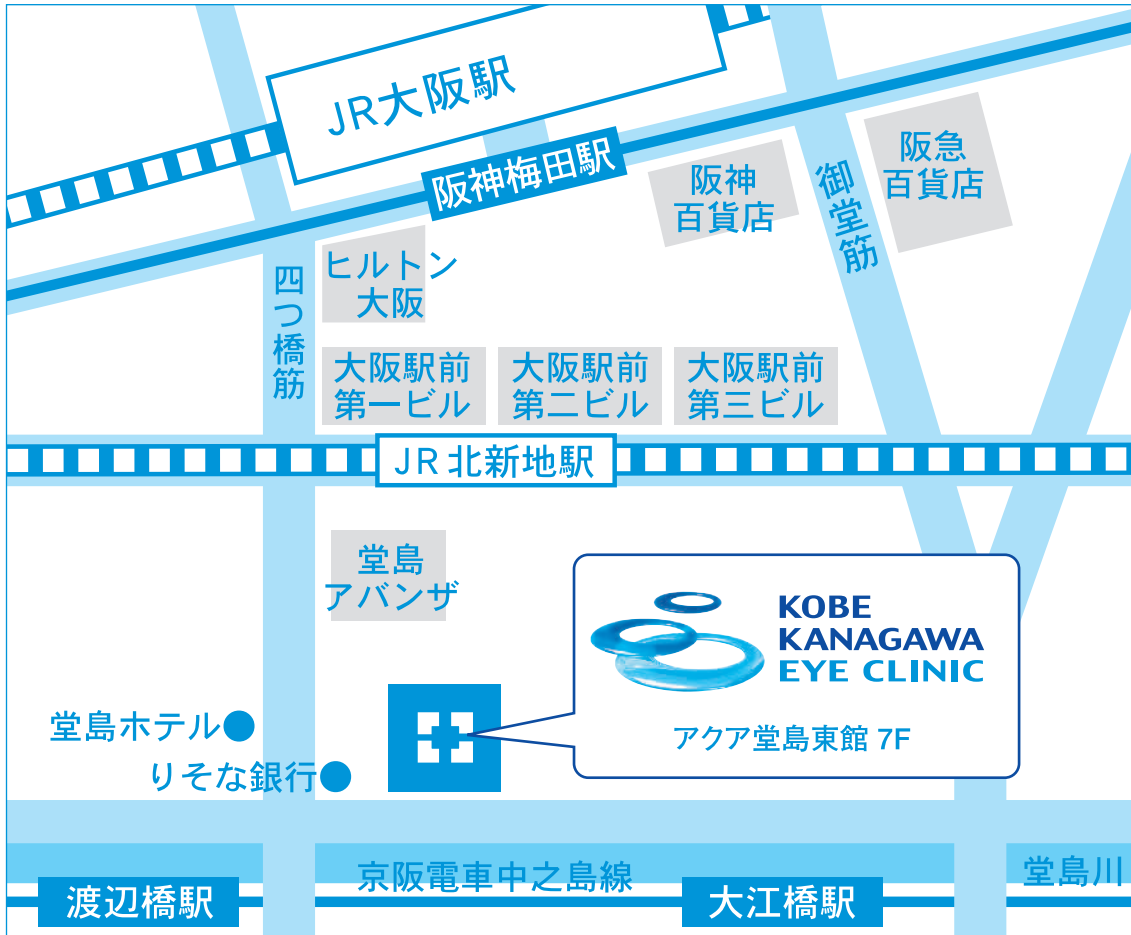 JR大阪駅
阪神梅田駅
阪急
百貨店
阪神
百貨店
御堂筋
ヒルトン
大阪
四つ橋筋
大阪駅前
第一ビル
大阪駅前
第二ビル
大阪駅前
第三ビル
JR北新地駅
堂島
アバンザ
KOBE
KANAGAWA
EYE CLINIC
アクア堂島東館 7F
堂島ホテル
りそな銀行
京阪電車中之島線
堂島川
渡辺橋駅
大江橋駅